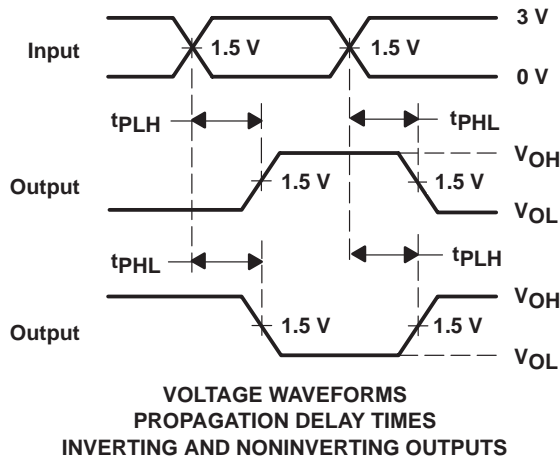 3 V
Input
1.5 V
1.5 V
0 V
tPLH
tPHL
VOH
Output
1.5 V
1.5 V
VOL
tPHL
tPLH
VOH
Output
1.5 V
1.5 V
VOL
VOLTAGE WAVEFORMS
PROPAGATION DELAY TIMES
INVERTING AND NONINVERTING OUTPUTS